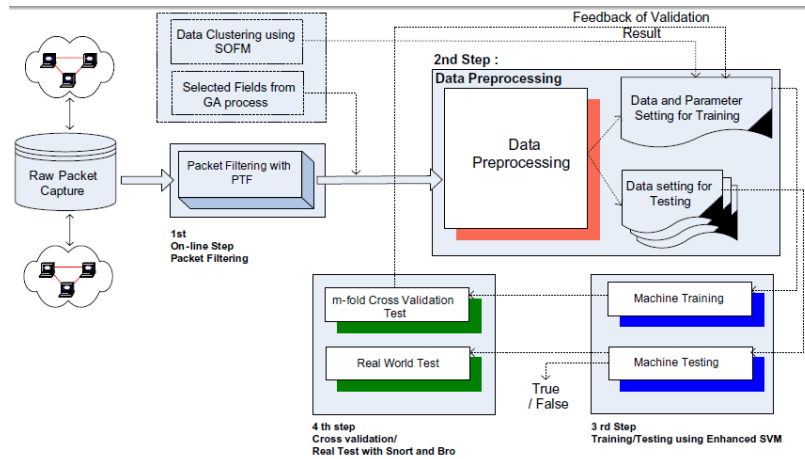 Feedback of Validation
Result
Data Clustering using
SOFM
Selected Fields from
GA process
2nd Step :
Data Preprocessing
Data and Parameter
Setting for Training
Data
Preprocessing
Raw Packet
Capture
Packet Filtering with
PTF
Data setting for
Testing
1st
On-line Step
Packet Filtering
m-fold Cross Validation
Test
Machine Training
Real World Test
Machine Testing
True
/ False
4 th step
Cross validation/
Real Test with Snort and Bro
3 rd Step
Training/Testing using Enhanced SVM